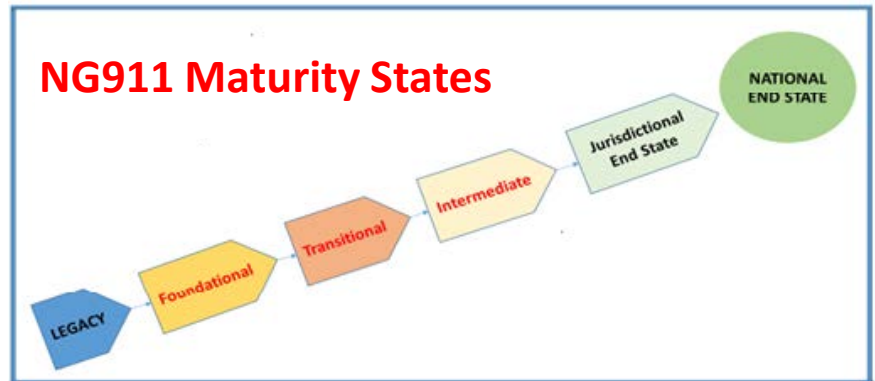 NG911 Maturity States
NATIONAL
END STATE
Jurisdictional
End State
Intermediate
Transitional
Foundational
LEGACY